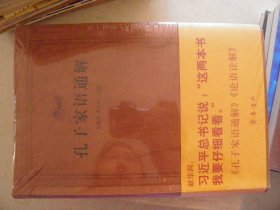 孔子家语通解
新华网：
习近平总书记说：“这两本书
我要仔细看看。”
《孔子家语通解》《论语诠解》